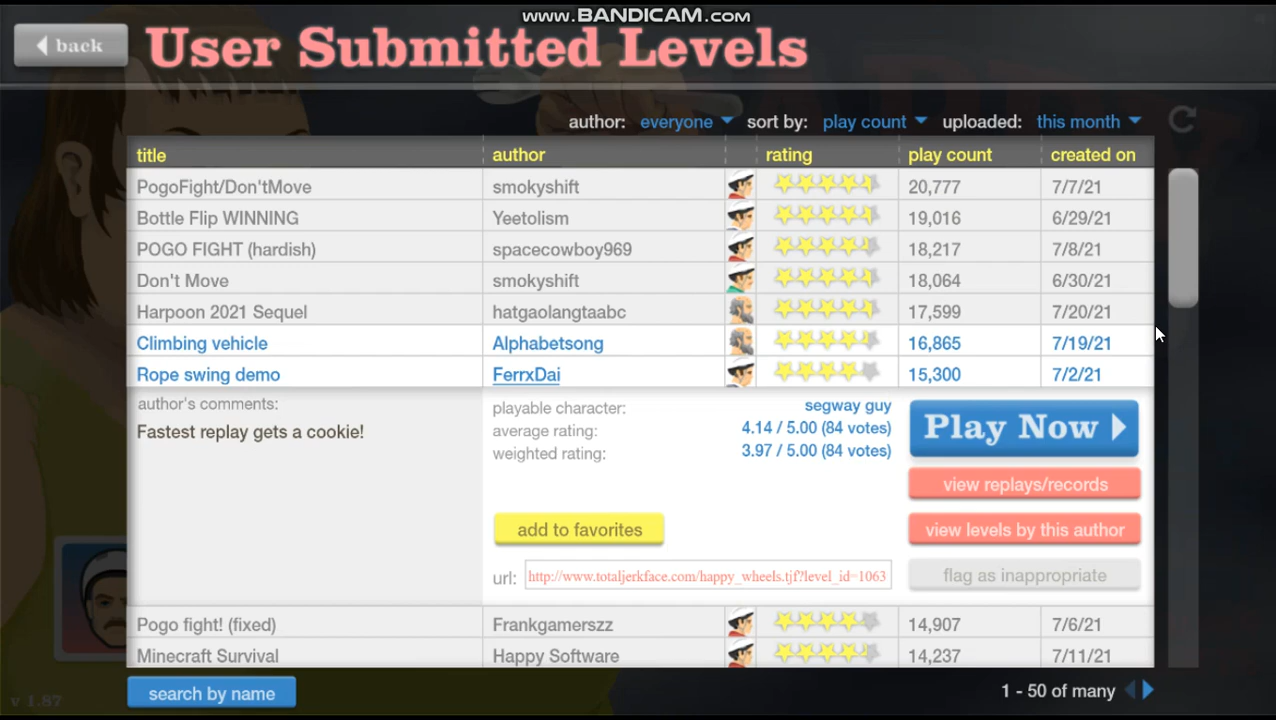 www.BANDICAM.com
back
User Submitted Levels
author: everyone sort by: play count uploaded: this month
title author rating play count created on
PogoFight/Don'tMove smokyshift 20,777 7/7/21
Bottle Flip WINNING Yeetolism 19,016 6/29/21
POGO FIGHT (hardish) spacecowboy969 18,217 7/8/21
Don't Move smokyshift 18,064 6/30/21
Harpoon 2021 Sequel hatgaolangtaabc 17,599 7/20/21
Climbing vehicle Alphabetsong 16,865 7/19/21
Rope swing demo FerrxDai 15,300 7/2/21
author's comments:
Fastest replay gets a cookie!
playable character: segway guy
average rating: 4.14 / 5.00 (84 votes)
weighted rating: 3.97 / 5.00 (84 votes)
Play Now
view replays/records
add to favorites
view levels by this author
url: http://www.totaljerkface.com/happy_wheels.tjf?level_id=1063
flag as inappropriate
Pogo fight! (fixed) Frankgamerszz 14,907 7/6/21
Minecraft Survival Happy Software 14,237 7/11/21
search by name
1 - 50 of many
v 1.87